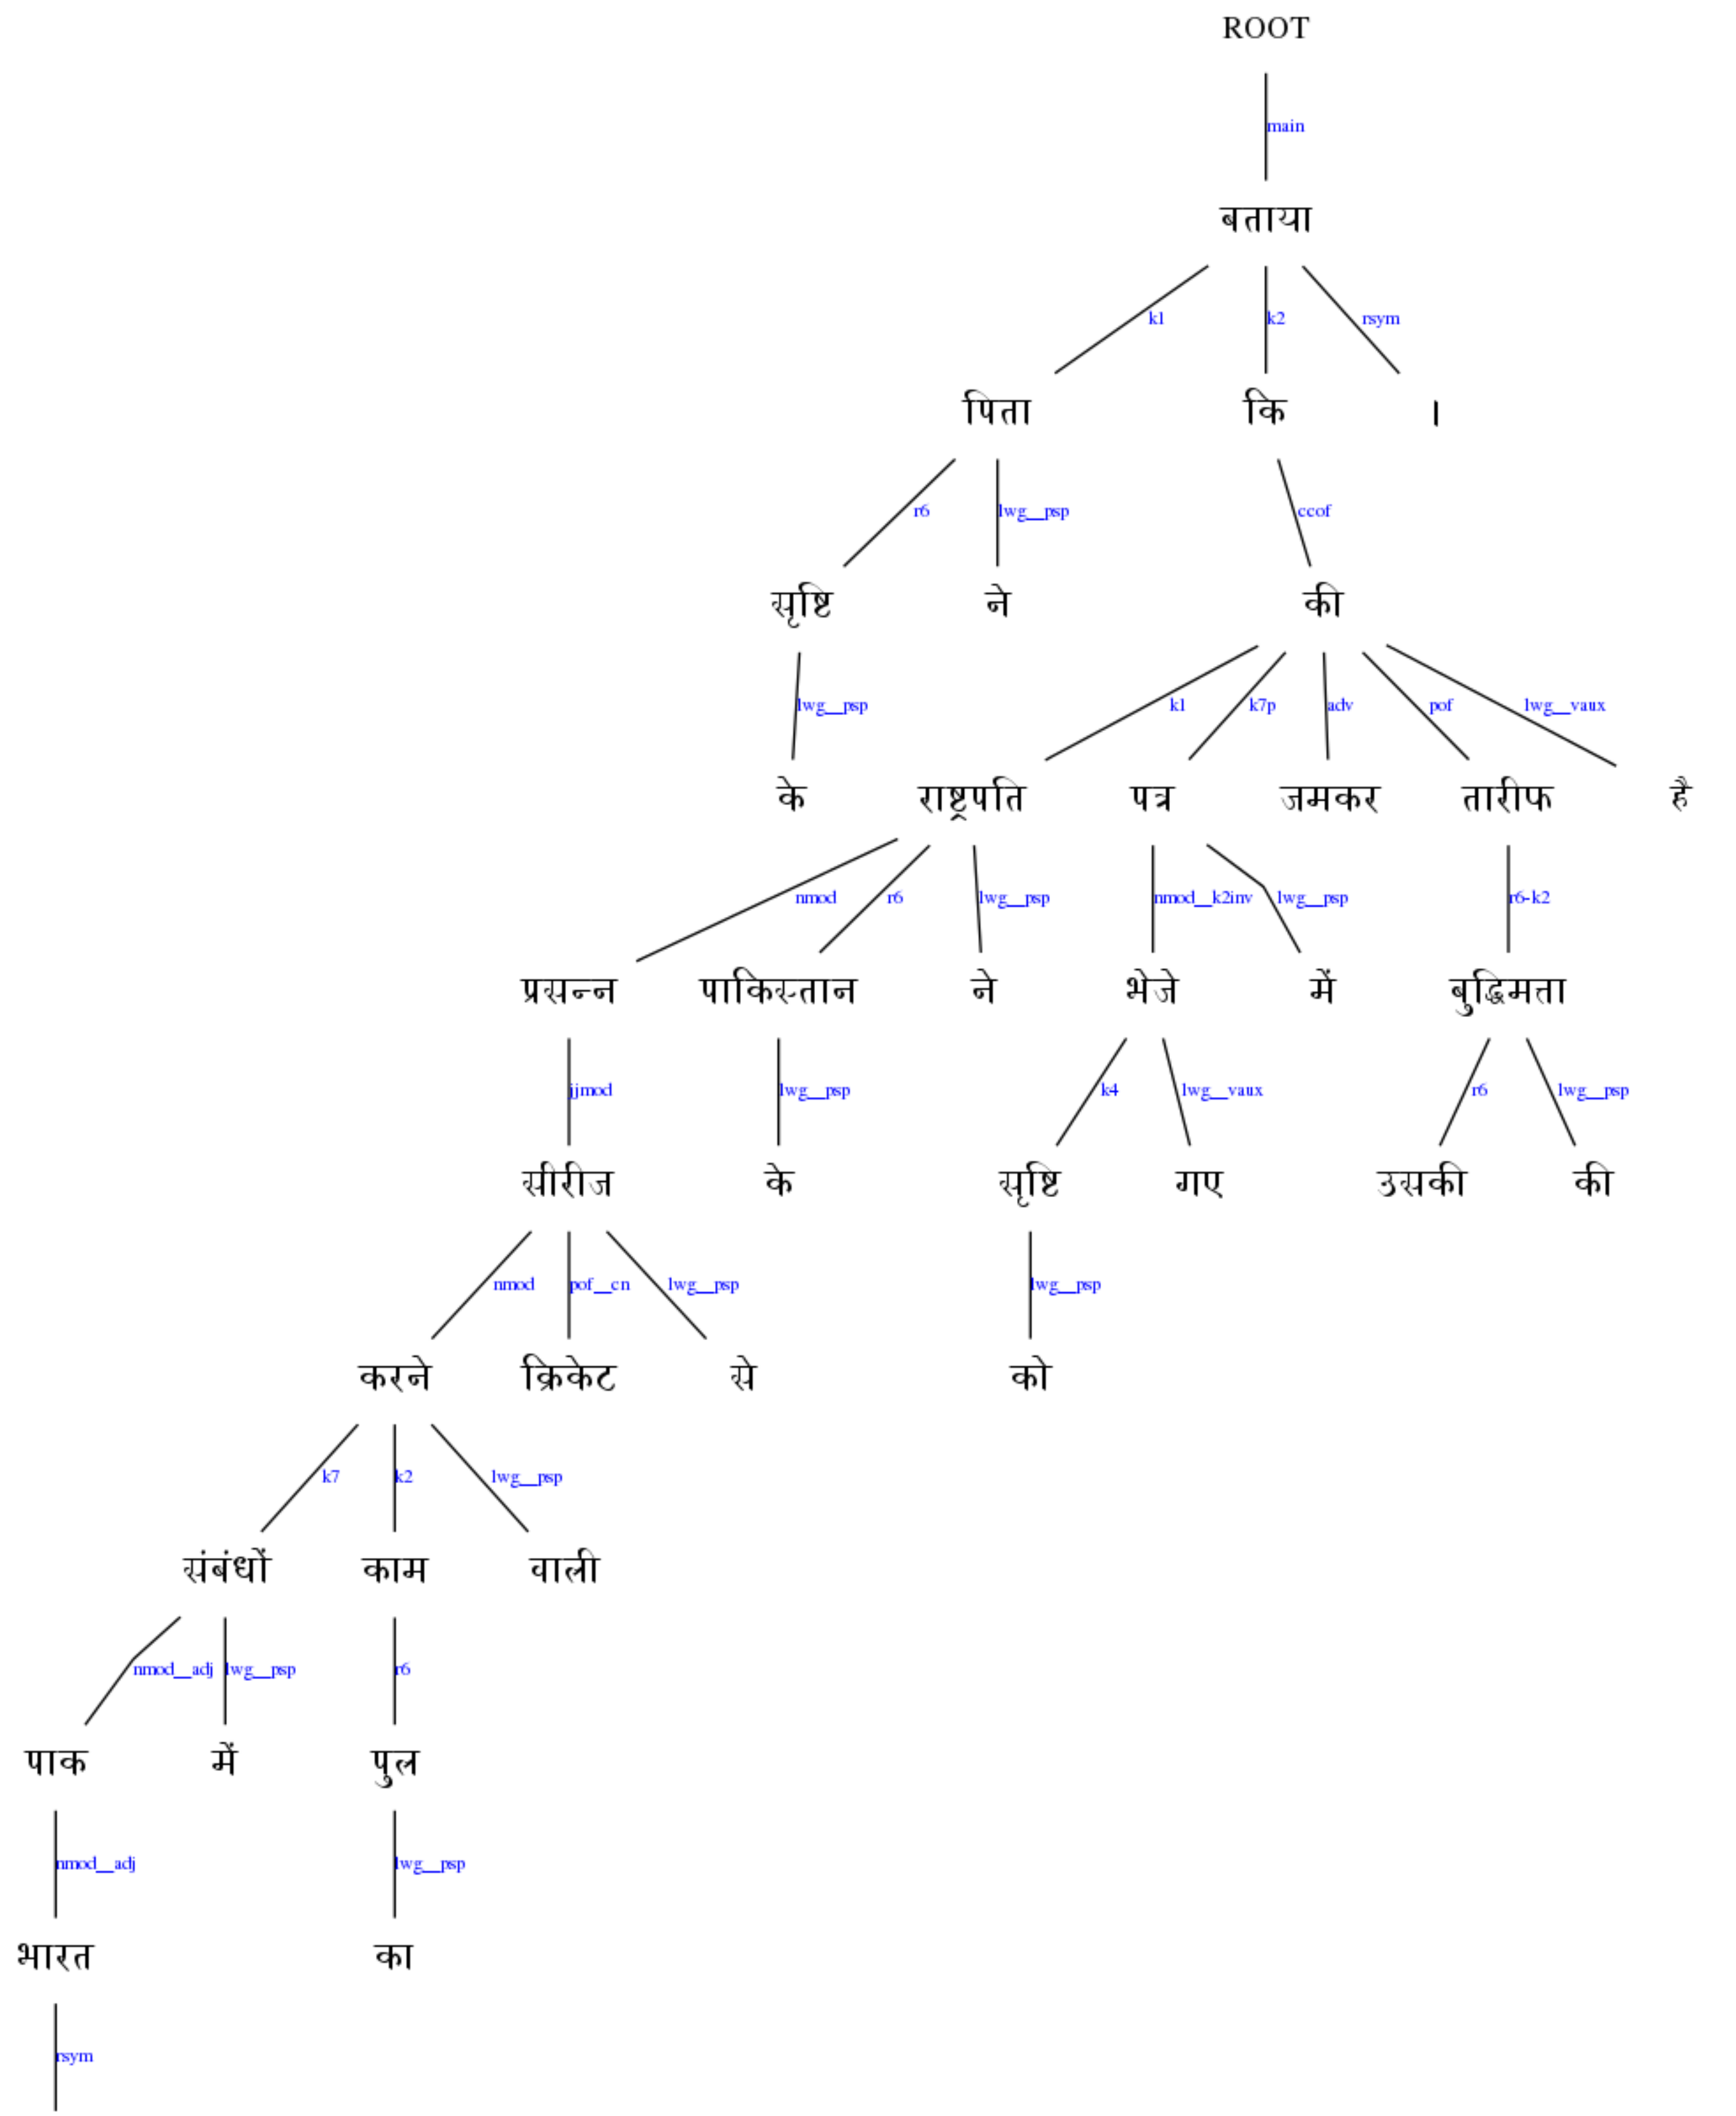 ROOT
main
बताया
k1 k2 rsym
पिता कि ।
r6 lwg__psp ccof
सृष्टि ने की
lwg__psp k1 k7p adv pof lwg__vaux
के राष्ट्रपति पत्र जमकर तारीफ है
nmod r6 lwg__psp nmod__k2inv lwg__psp r6-k2
प्रसन्न पाकिस्तान ने भेजे में बुद्धिमत्ता
jjmod lwg__psp k4 lwg__vaux r6 lwg__psp
सीरीज के सृष्टि गए उसकी की
nmod pof__cn lwg__psp lwg__psp
करने क्रिकेट से को
k7 k2 lwg__psp
संबंधों काम वाली
nmod__adj lwg__psp r6
पाक में पुल
nmod__adj lwg__psp
भारत का
rsym